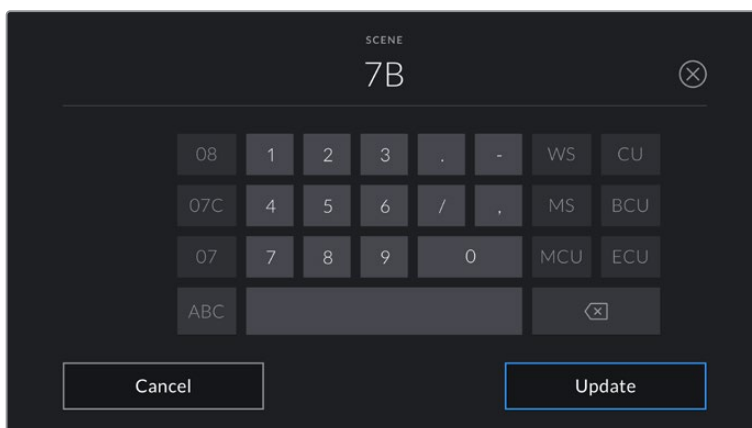 SCENE
7B
08 1 2 3 . - WS CU
07C 4 5 6 / , MS BCU
07 7 8 9 0 MCU ECU
ABC
Cancel Update